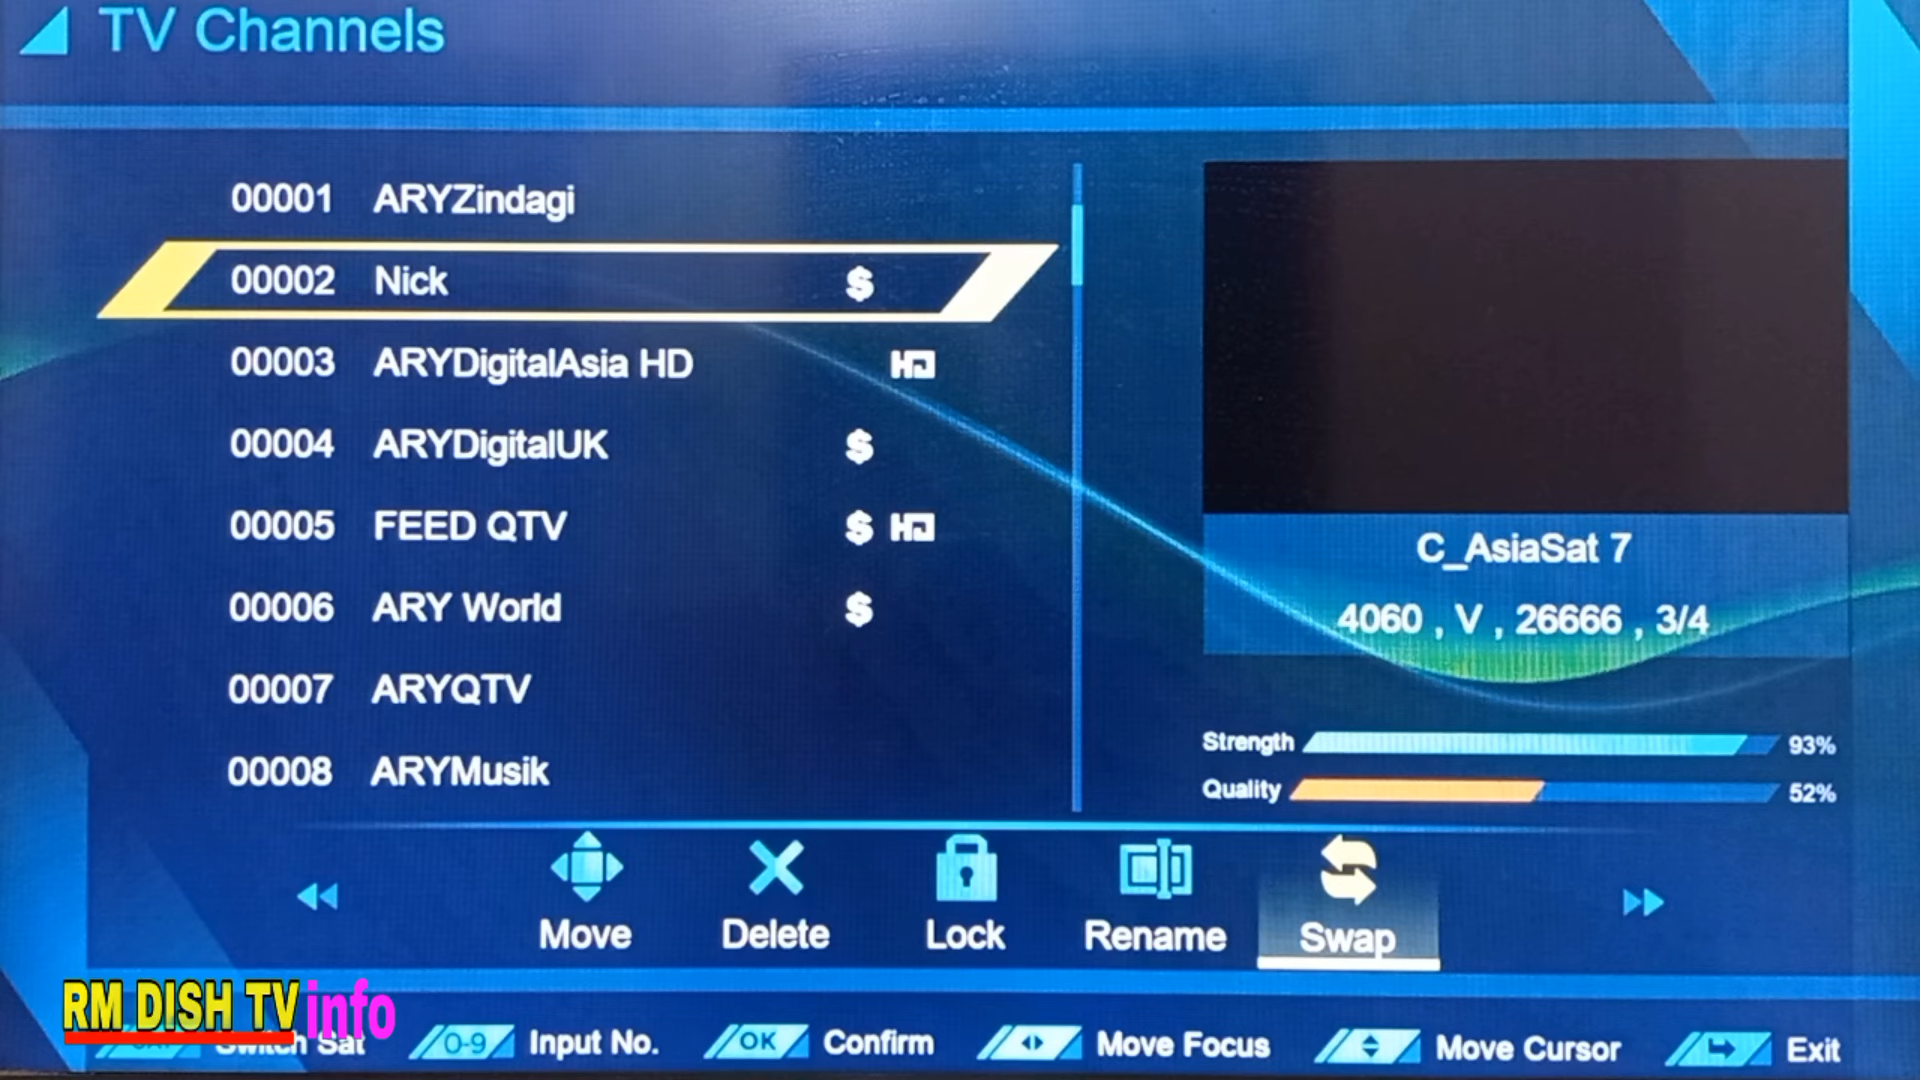 TV Channels
00001 ARYZindagi
00002 Nick $
00003 ARYDigitalAsia HD HD
00004 ARYDigitalUK $
00005 FEED QTV $ HD
00006 ARY World $
00007 ARYQTV
00008 ARYMusik
C_AsiaSat 7
4060 , V , 26666 , 3/4
Strength 93%
Quality 52%
Move Delete Lock Rename Swap
RM DISH TV info
Switch Sat 0-9 Input No. OK Confirm Move Focus Move Cursor Exit